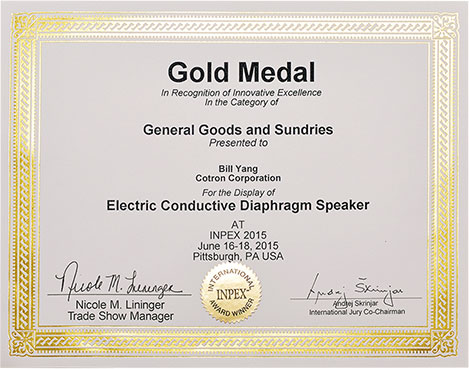 Gold Medal
In Recognition of Innovative Excellence
In the Category of
General Goods and Sundries
Presented to
Bill Yang
Cotron Corporation
For the Display of
Electric Conductive Diaphragm Speaker
AT
INPEX 2015
June 16-18, 2015
Pittsburgh, PA USA
Nicole M. Lininger
Nicole M. Lininger
Trade Show Manager
INTERNATIONAL
INPEX
AWARD WINNER
Andrej Škrinjar
Andrej Skrinjar
International Jury Co-Chairman